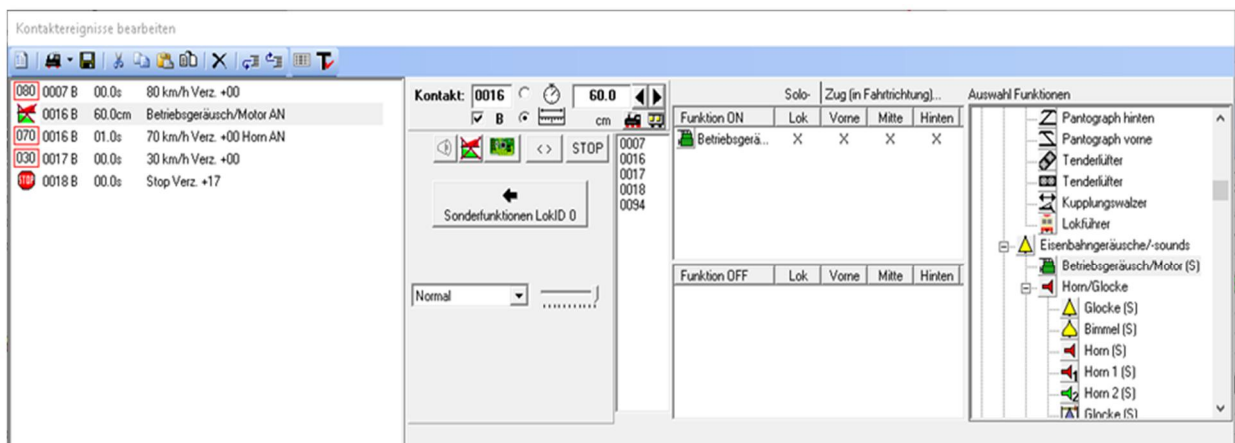 Kontaktereignisse bearbeiten
080 0007 B 00.0s 80 km/h Verz. +00
0016 B 60.0cm Betriebsgeräusch/Motor AN
070 0016 B 01.0s 70 km/h Verz. +00 Horn AN
030 0017 B 00.0s 30 km/h Verz. +00
STOP 0018 B 00.0s Stop Verz. +17
Kontakt: 0016 60.0
B cm
< > STOP
Sonderfunktionen LokID 0
Normal
0007
0016
0017
0018
0094
Solo- Zug (in Fahrtrichtung)...
Funktion ON Lok Vorne Mitte Hinten
Betriebsgerä... X X X X
Funktion OFF Lok Vorne Mitte Hinten
Auswahl Funktionen
Pantograph hinten
Pantograph vorne
Tenderlüfter
Tenderlüfter
Kupplungswalzer
Lokführer
Eisenbahngeräusche/-sounds
Betriebsgeräusch/Motor (S)
Horn/Glocke
Glocke (S)
Bimmel (S)
Horn (S)
1 Horn 1 (S)
2 Horn 2 (S)
Glocke (S)